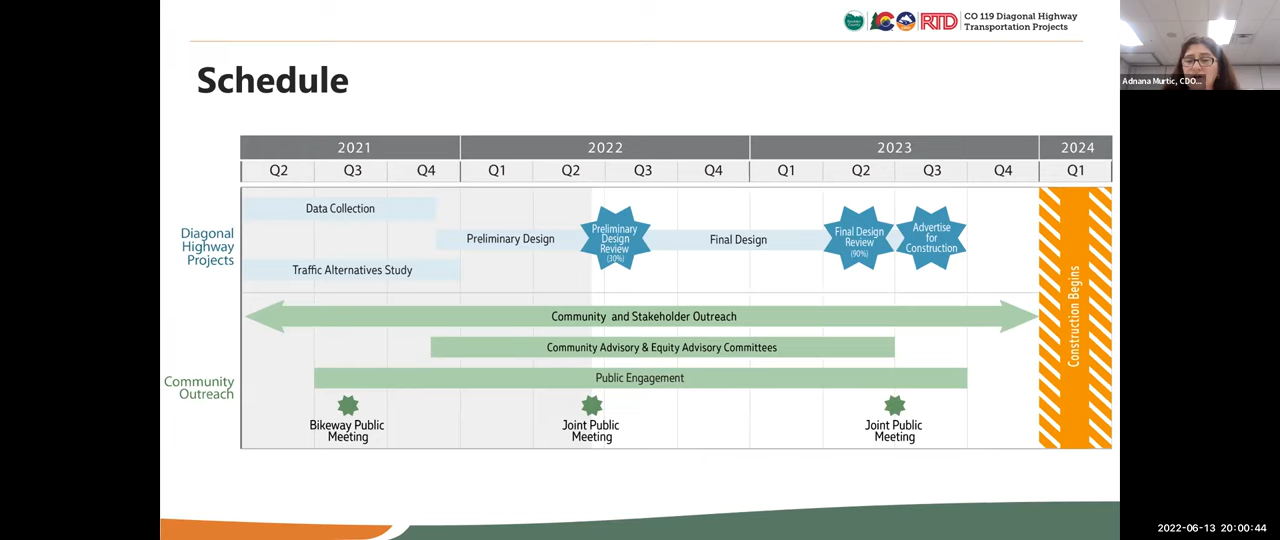 RTD
CO 119 Diagonal Highway
Transportation Projects
Adnana Murtic, CDO...
Schedule
2021 2022 2023 2024
Q2 Q3 Q4 Q1 Q2 Q3 Q4 Q1 Q2 Q3 Q4 Q1
Diagonal
Highway
Projects
Data Collection
Preliminary Design
Preliminary
Design
Review
(30%)
Final Design
Final Design
Review
(90%)
Advertise
for
Construction
Traffic Alternatives Study
Construction Begins
Community
Outreach
Community and Stakeholder Outreach
Community Advisory & Equity Advisory Committees
Public Engagement
Bikeway Public
Meeting
Joint Public
Meeting
Joint Public
Meeting
2022-06-13 20:00:44